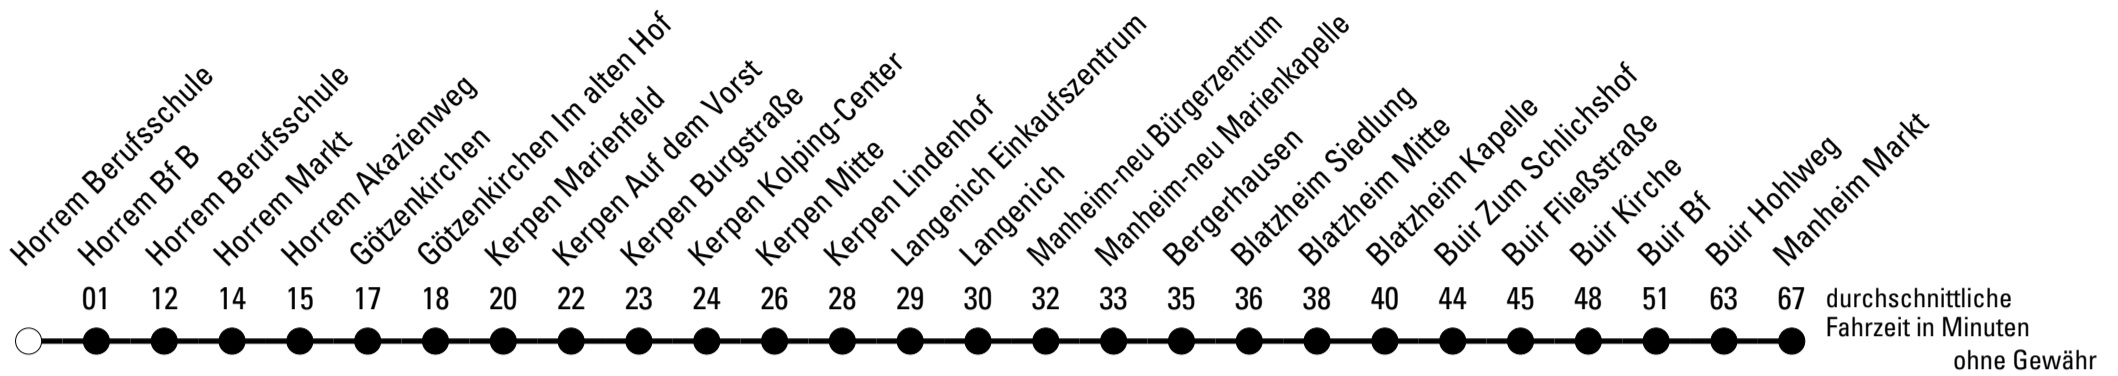 Horrem Berufsschule
Horrem Bf B
Horrem Berufsschule
Horrem Markt
Horrem Akazienweg
Götzenkirchen
Götzenkirchen Im alten Hof
Kerpen Marienfeld
Kerpen Auf dem Vorst
Kerpen Burgstraße
Kerpen Kolping-Center
Kerpen Mitte
Kerpen Lindenhof
Langenich Einkaufszentrum
Langenich
Manheim-neu Bürgerzentrum
Manheim-neu Marienkapelle
Bergerhausen
Blatzheim Siedlung
Blatzheim Mitte
Blatzheim Kapelle
Buir Zum Schlichshof
Buir Fließstraße
Buir Kirche
Buir Bf
Buir Hohlweg
Manheim Markt
01 12 14 15 17 18 20 22 23 24 26 28 29 30 32 33 35 36 38 40 44 45 48 51 63 67
durchschnittliche
Fahrzeit in Minuten
ohne Gewähr